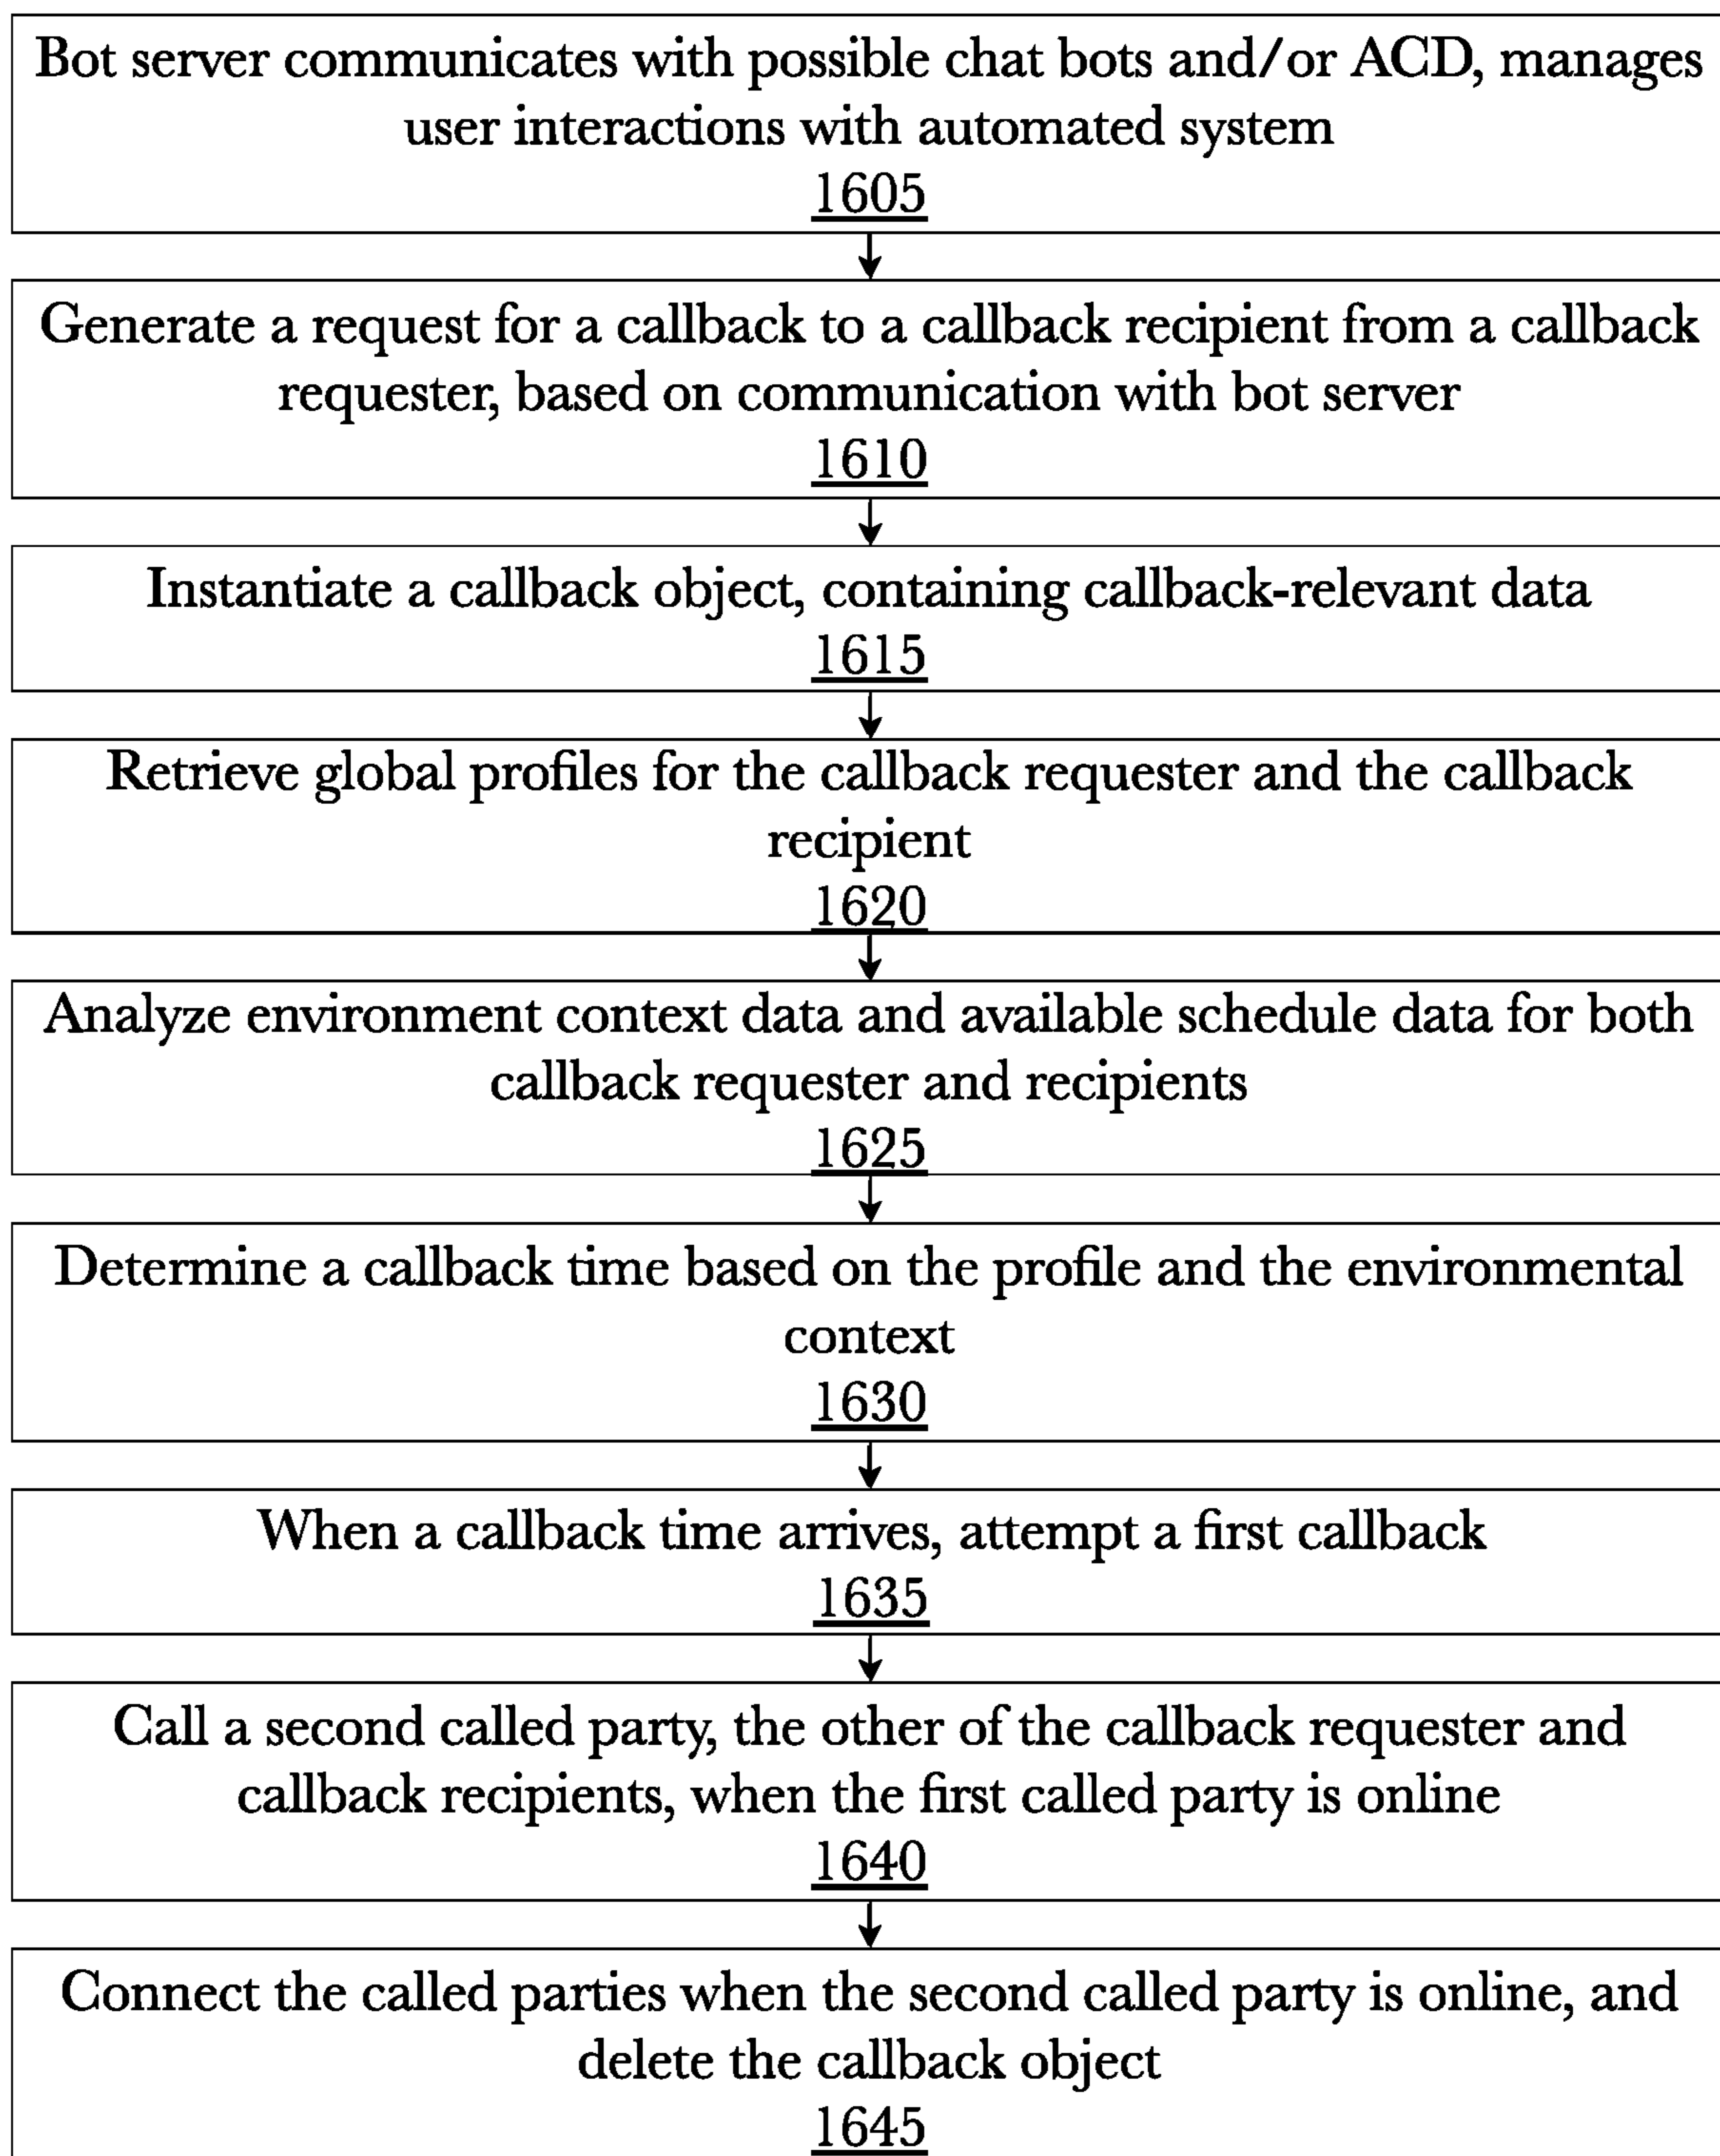 Bot server communicates with possible chat bots and/or ACD, manages
user interactions with automated system
1605
Generate a request for a callback to a callback recipient from a callback
requester, based on communication with bot server
1610
Instantiate a callback object, containing callback-relevant data
1615
Retrieve global profiles for the callback requester and the callback
recipient
1620
Analyze environment context data and available schedule data for both
callback requester and recipients
1625
Determine a callback time based on the profile and the environmental
context
1630
When a callback time arrives, attempt a first callback
1635
Call a second called party, the other of the callback requester and
callback recipients, when the first called party is online
1640
Connect the called parties when the second called party is online, and
delete the callback object
1645